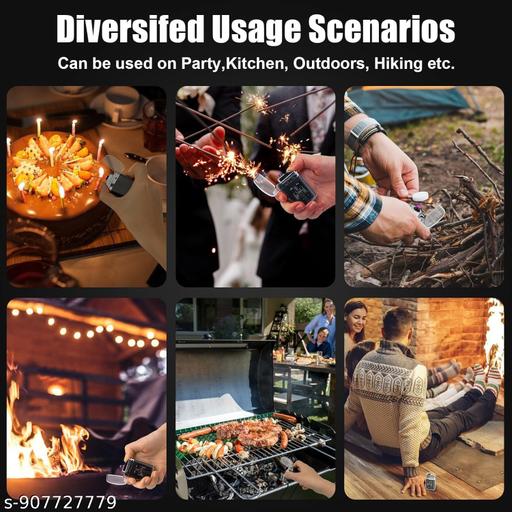 Diversifed Usage Scenarios
Can be used on Party,Kitchen, Outdoors, Hiking etc.
s-907727779